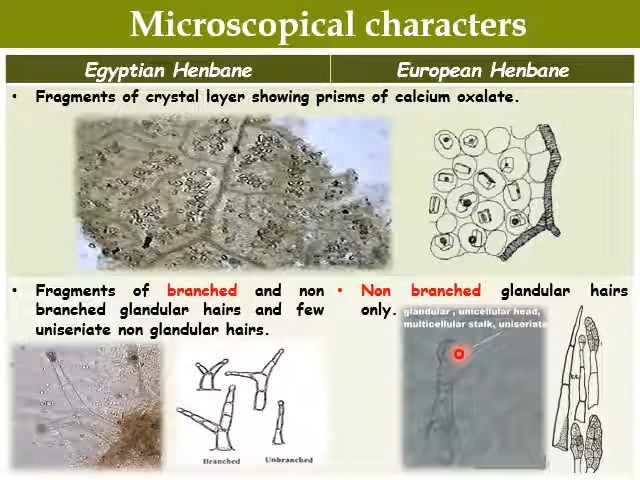 Microscopical characters
Egyptian Henbane
European Henbane
• Fragments of crystal layer showing prisms of calcium oxalate.
• Fragments of branched and non
branched glandular hairs and few
uniseriate non glandular hairs.
Branched
Unbranched
• Non branched glandular hairs
only.
glandular , unicellular head,
multicellular stalk, uniseriate